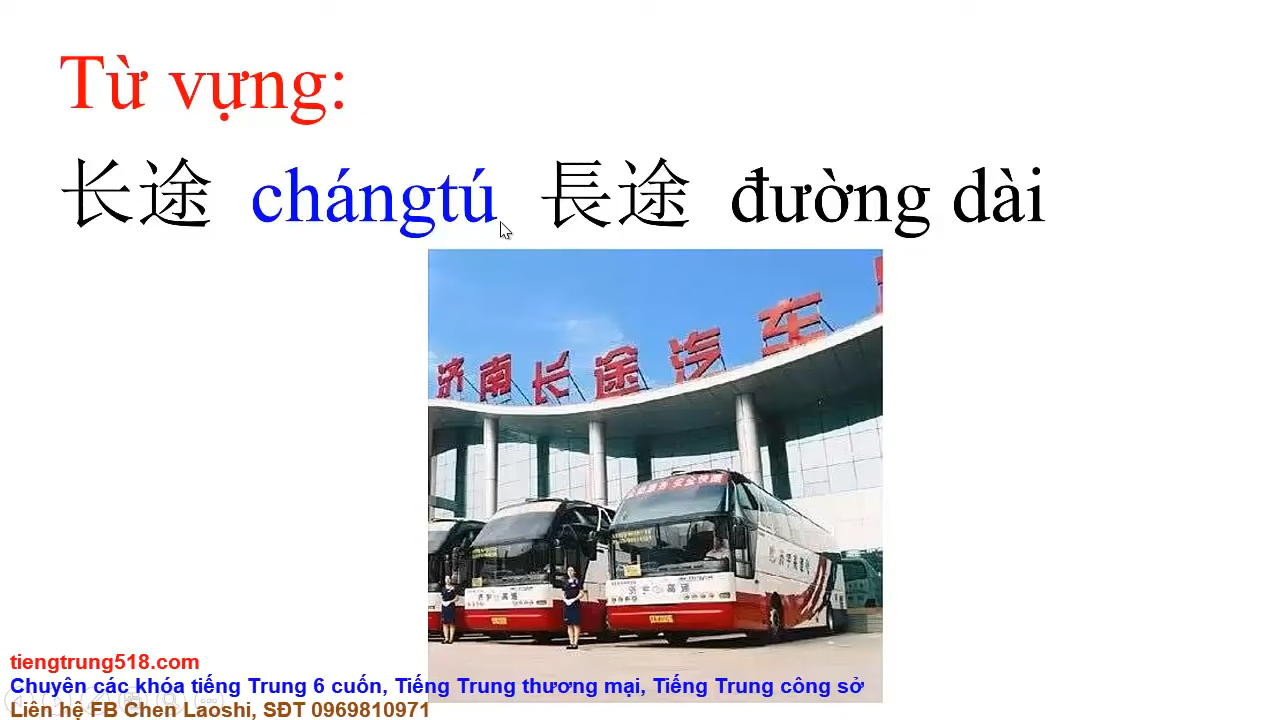 Từ vựng:
长途 chángtú 長途 đường dài
济南长途汽车
tiengtrung518.com
Chuyên các khóa tiếng Trung 6 cuốn, Tiếng Trung thương mại, Tiếng Trung công sở
Liên hệ FB Chen Laoshi, SĐT 0969810971